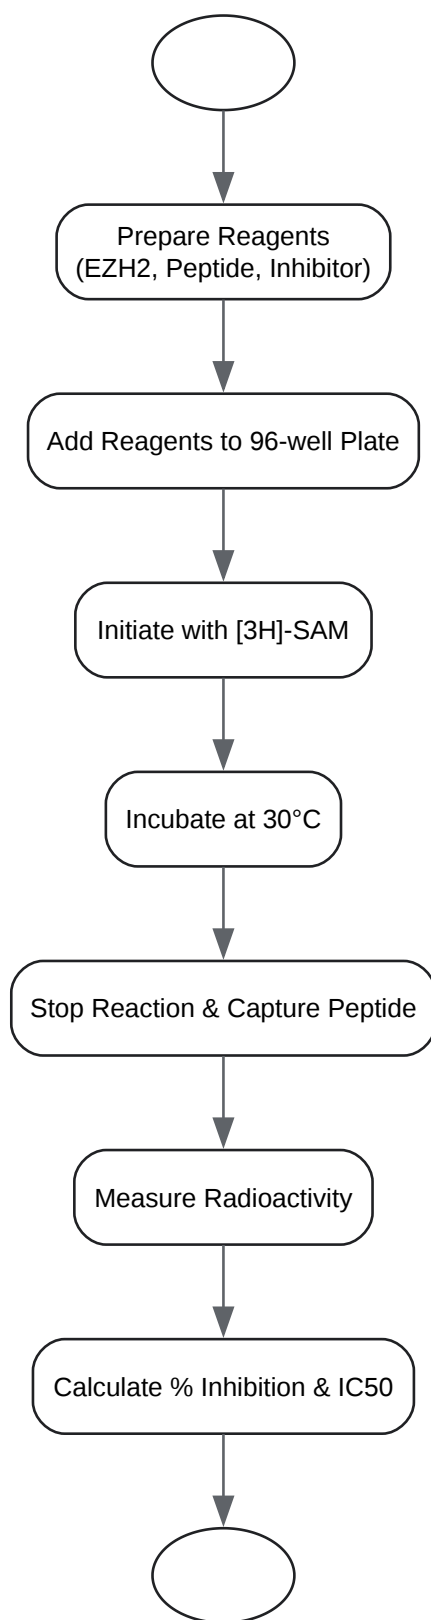 Prepare Reagents
(EZH2, Peptide, Inhibitor)
Add Reagents to 96-well Plate
Initiate with [3H]-SAM
Incubate at 30°C
Stop Reaction & Capture Peptide
Measure Radioactivity
Calculate % Inhibition & IC50